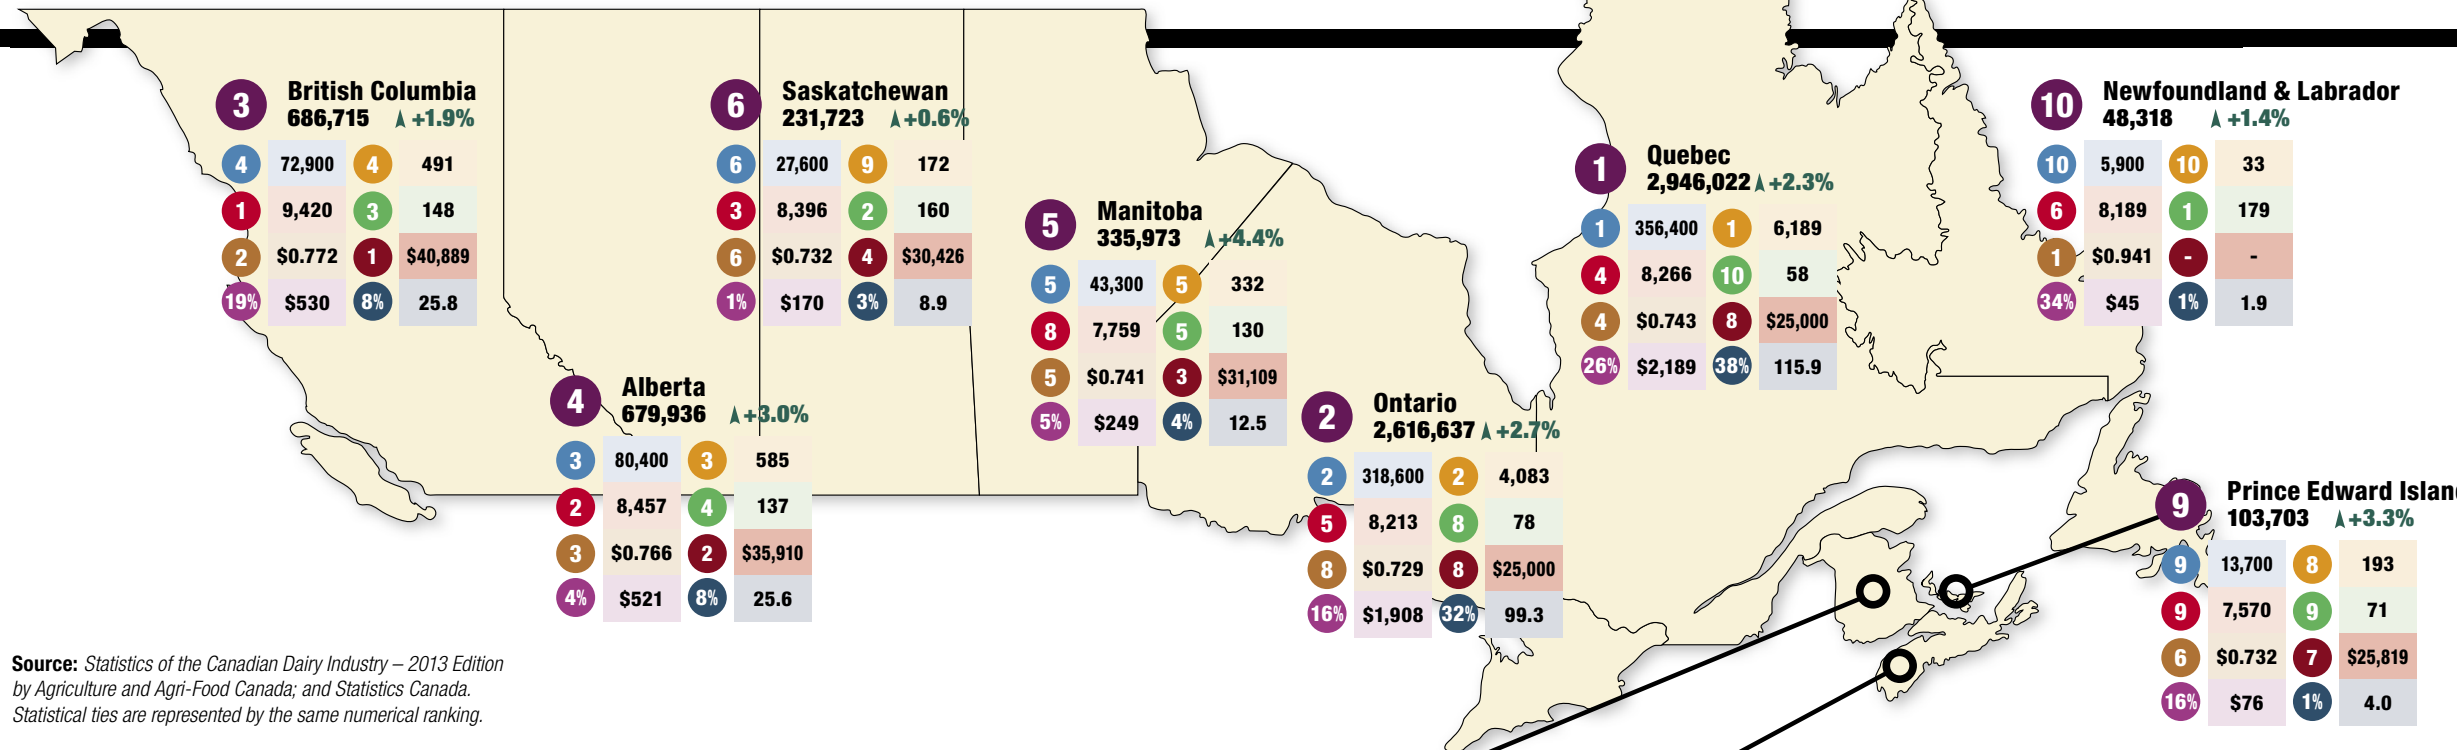 3 British Columbia
686,715 +1.9%
4 72,900 4 491
1 9,420 3 148
2 $0.772 1 $40,889
19% $530 8% 25.8
6 Saskatchewan
231,723 +0.6%
6 27,600 9 172
3 8,396 2 160
6 $0.732 4 $30,426
1% $170 3% 8.9
10 Newfoundland & Labrador
48,318 +1.4%
10 5,900 10 33
6 8,189 1 179
1 $0.941 - -
34% $45 1% 1.9
1 Quebec
2,946,022 +2.3%
1 356,400 1 6,189
4 8,266 10 58
4 $0.743 8 $25,000
26% $2,189 38% 115.9
5 Manitoba
335,973 +4.4%
5 43,300 5 332
8 7,759 5 130
5 $0.741 3 $31,109
5% $249 4% 12.5
4 Alberta
679,936 +3.0%
3 80,400 3 585
2 8,457 4 137
3 $0.766 2 $35,910
4% $521 8% 25.6
2 Ontario
2,616,637 +2.7%
2 318,600 2 4,083
5 8,213 8 78
8 $0.729 8 $25,000
16% $1,908 32% 99.3
9 Prince Edward Islan
103,703 +3.3%
9 13,700 8 193
9 7,570 9 71
6 $0.732 7 $25,819
16% $76 1% 4.0
Source: Statistics of the Canadian Dairy Industry – 2013 Edition
by Agriculture and Agri-Food Canada; and Statistics Canada.
Statistical ties are represented by the same numerical ranking.